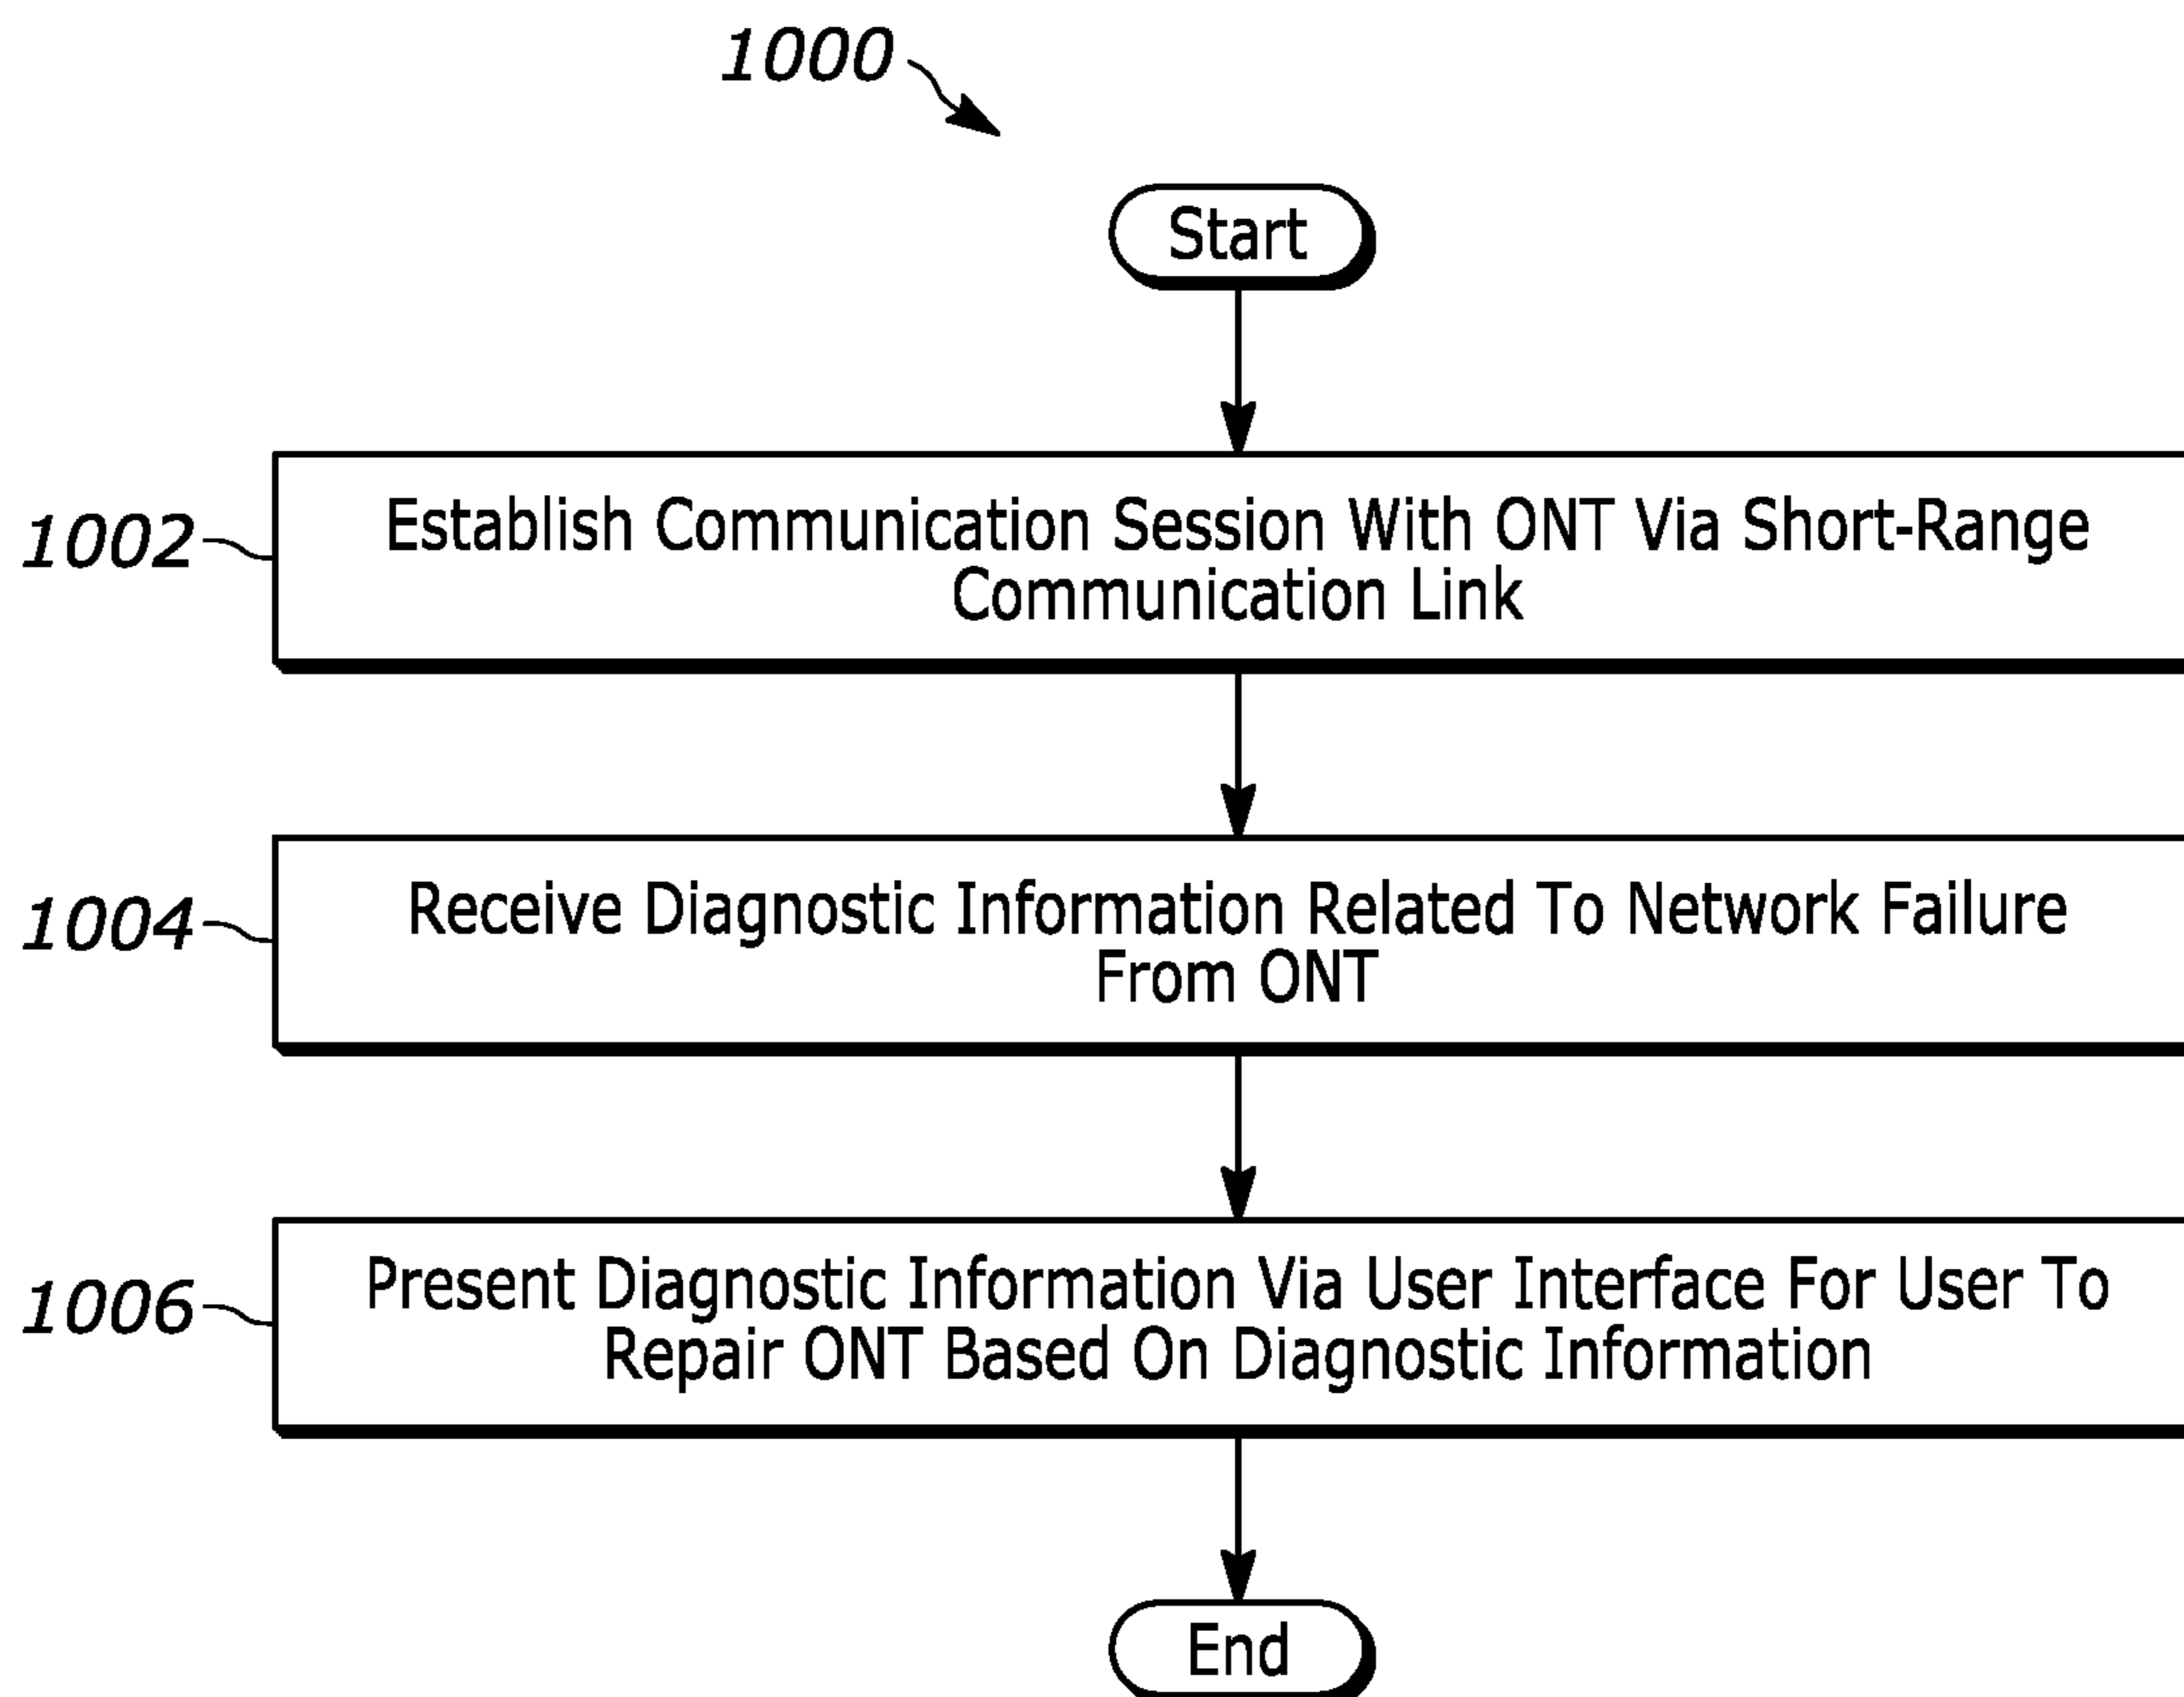 1000
Start
1002
Establish Communication Session With ONT Via Short-Range
Communication Link
1004
Receive Diagnostic Information Related To Network Failure
From ONT
1006
Present Diagnostic Information Via User Interface For User To
Repair ONT Based On Diagnostic Information
End